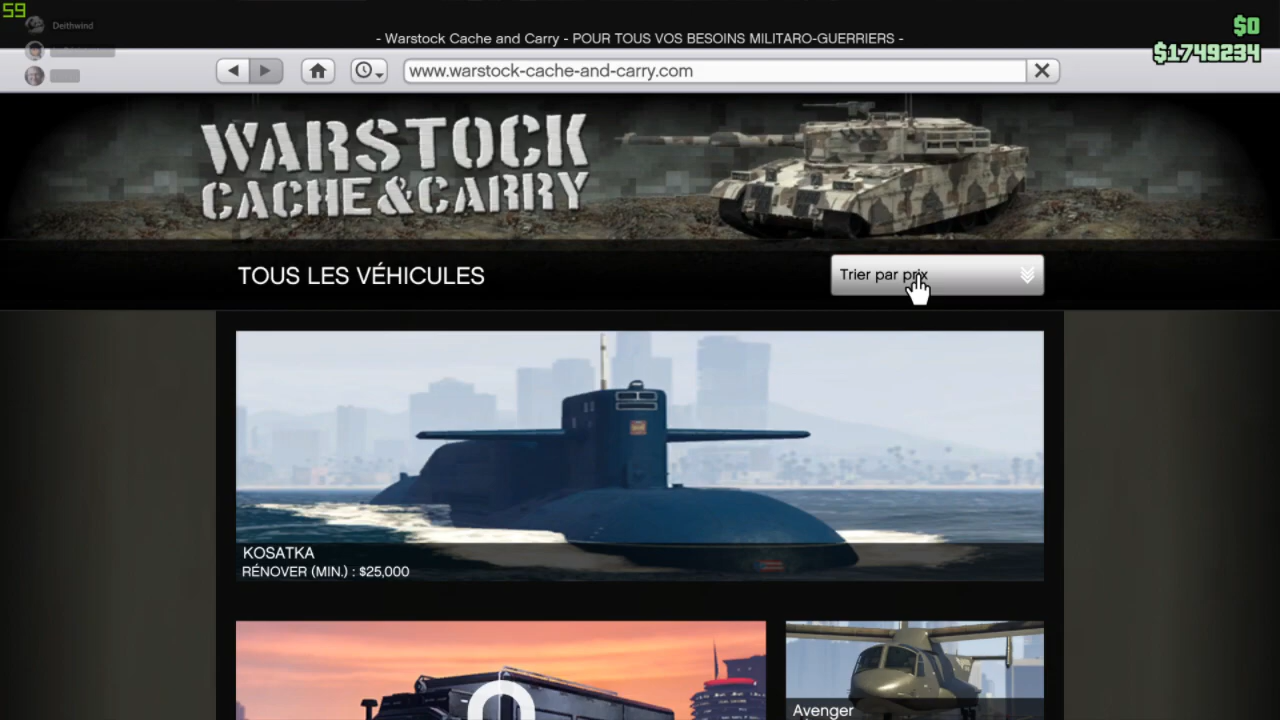 59
Deithwind
- Warstock Cache and Carry - POUR TOUS VOS BESOINS MILITARO-GUERRIERS -
$0
$1749234
www.warstock-cache-and-carry.com
WARSTOCK
CACHE&CARRY
TOUS LES VÉHICULES
Trier par prix
KOSATKA
RÉNOVER (MIN.) : $25,000
Avenger